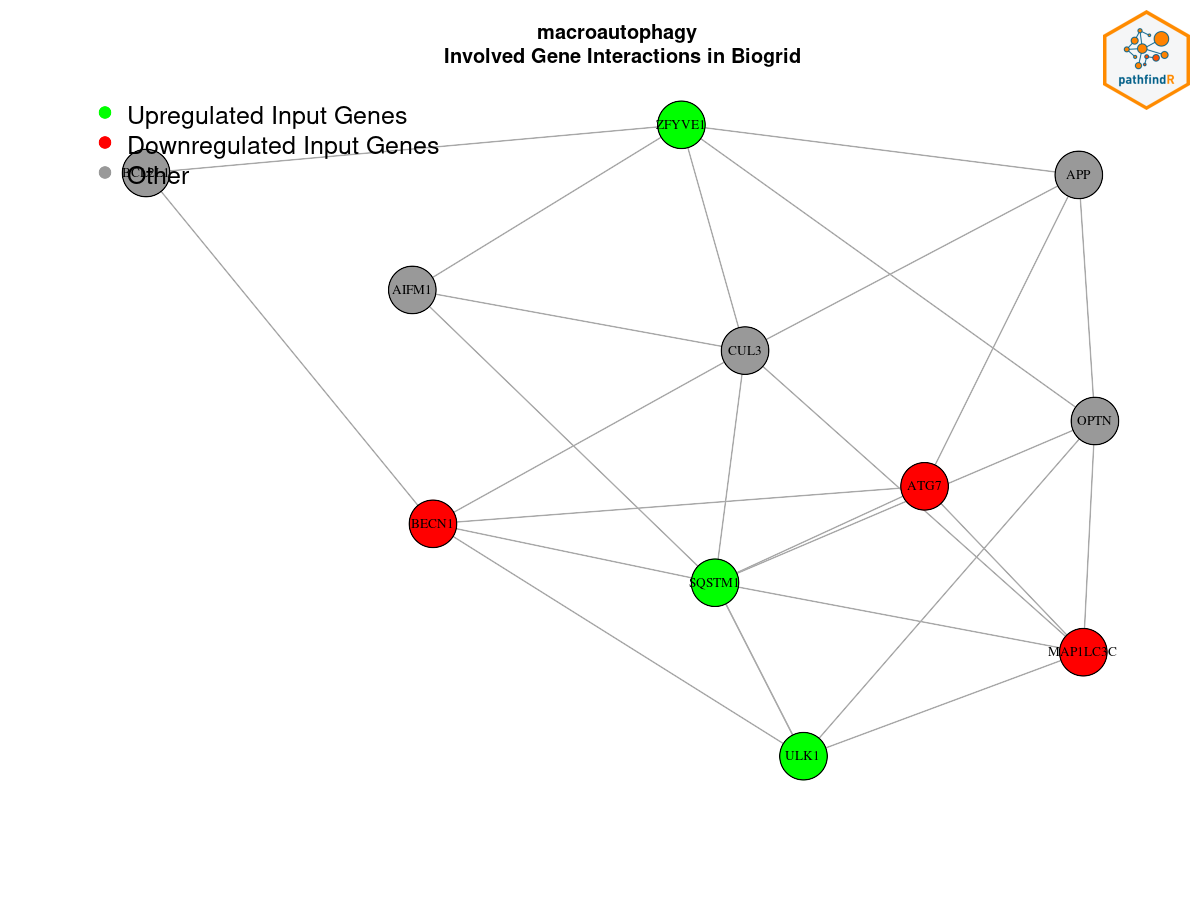 macroautophagy
Involved Gene Interactions in Biogrid
pathfindR
Upregulated Input Genes
Downregulated Input Genes
Other
ZFYVE1
APP
AIFM1
CUL3
OPTN
ATG7
BECN1
SQSTM1
MAP1LC3C
ULK1